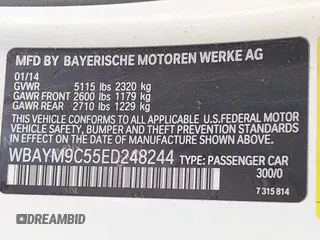 MFD BY BAYERISCHE MOTOREN WERKE AG
01/14
GVWR 5115 lbs 2320 kg
GAWR FRONT 2600 lbs 1179 kg
GAWR REAR 2710 lbs 1229 kg
THIS VEHICLE CONFORMS TO ALL APPLICABLE
U.S.FEDERAL MOTOR
VEHICLE SAFETY, BUMPER, AND THEFT PREVENTION
STANDARDS IN EFFECT ON THE DATE OF
MANUFACTURE SHOWN ABOVE.
WBAYM9C55ED248244 TYPE: PASSENGER CAR
300/0
7 315 814
DREAMBID